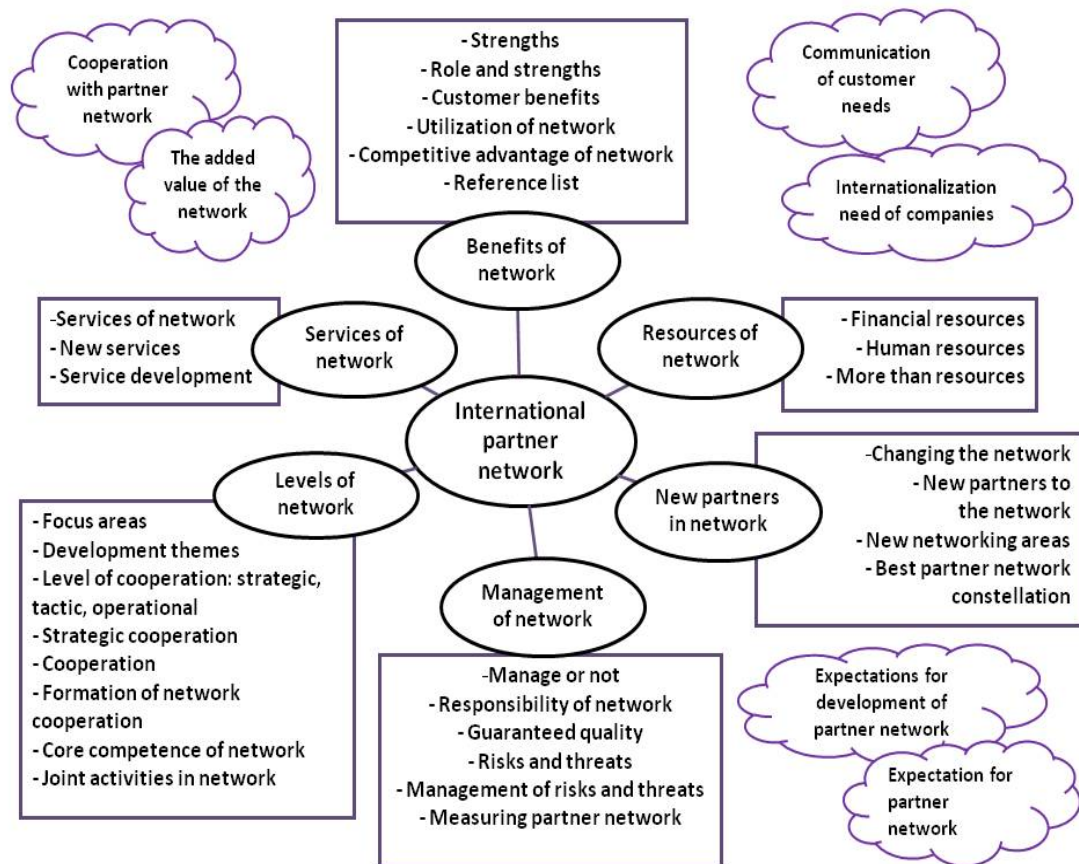 Cooperation
with partner
network
The added
value of the
network
- Strengths
- Role and strengths
- Customer benefits
- Utilization of network
- Competitive advantage of network
- Reference list
Communication
of customer
needs
Internationalization
need of companies
Benefits of
network
-Services of network
- New services
- Service development
Services of
network
Resources of
network
- Financial resources
- Human resources
- More than resources
International
partner
network
Levels of
network
- Focus areas
- Development themes
- Level of cooperation: strategic,
tactic, operational
- Strategic cooperation
- Cooperation
- Formation of network
cooperation
- Core competence of network
- Joint activities in network
New partners
in network
-Changing the network
- New partners to
the network
- New networking areas
- Best partner network
constellation
Management
of network
-Manage or not
- Responsibility of network
- Guaranteed quality
- Risks and threats
- Management of risks and threats
- Measuring partner network
Expectations for
development of
partner network
Expectation for
partner
network